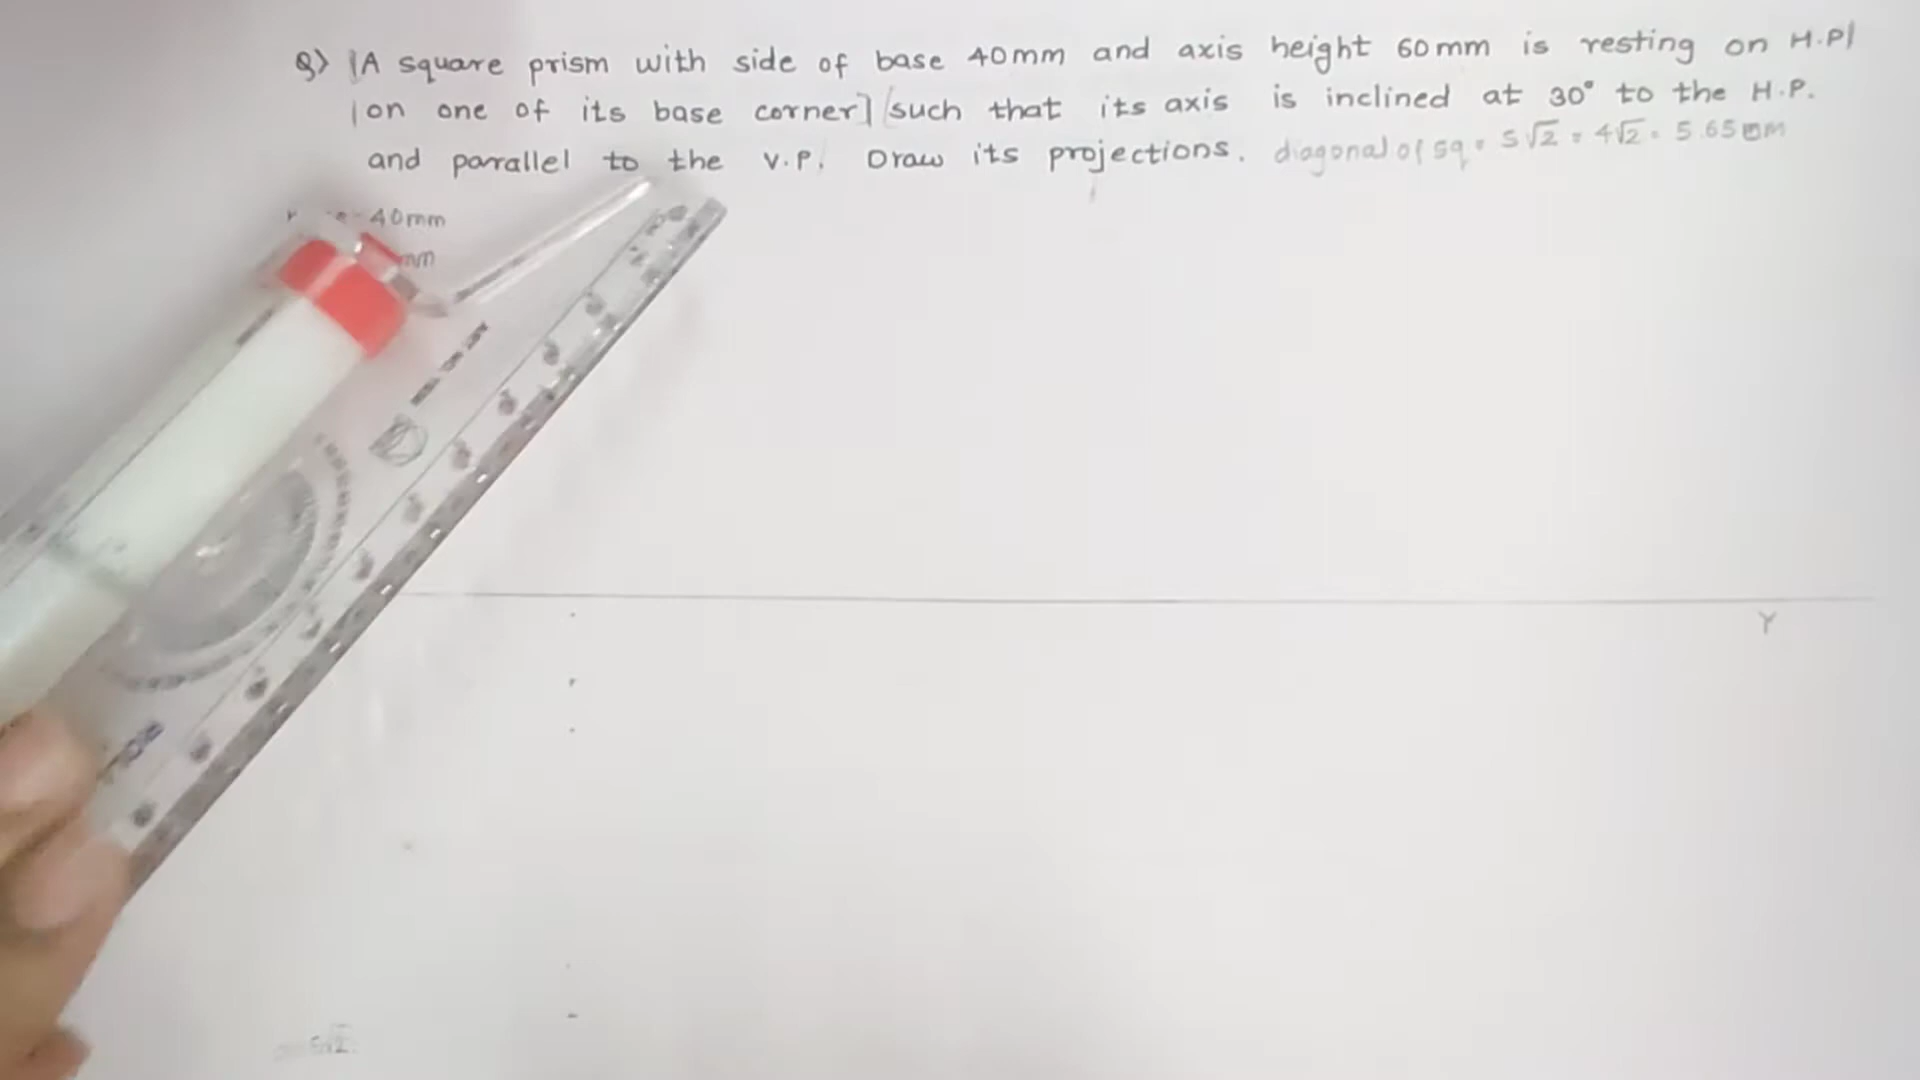 Q) A square prism with side of base 40mm and axis height 60mm is resting on H.P
on one of its base corner] such that its axis is inclined at 30° to the H.P.
and parallel to the V.P. Draw its projections. diagonal of sq = S√2 = 4√2 = 5.65 mm
40mm
mm
Y